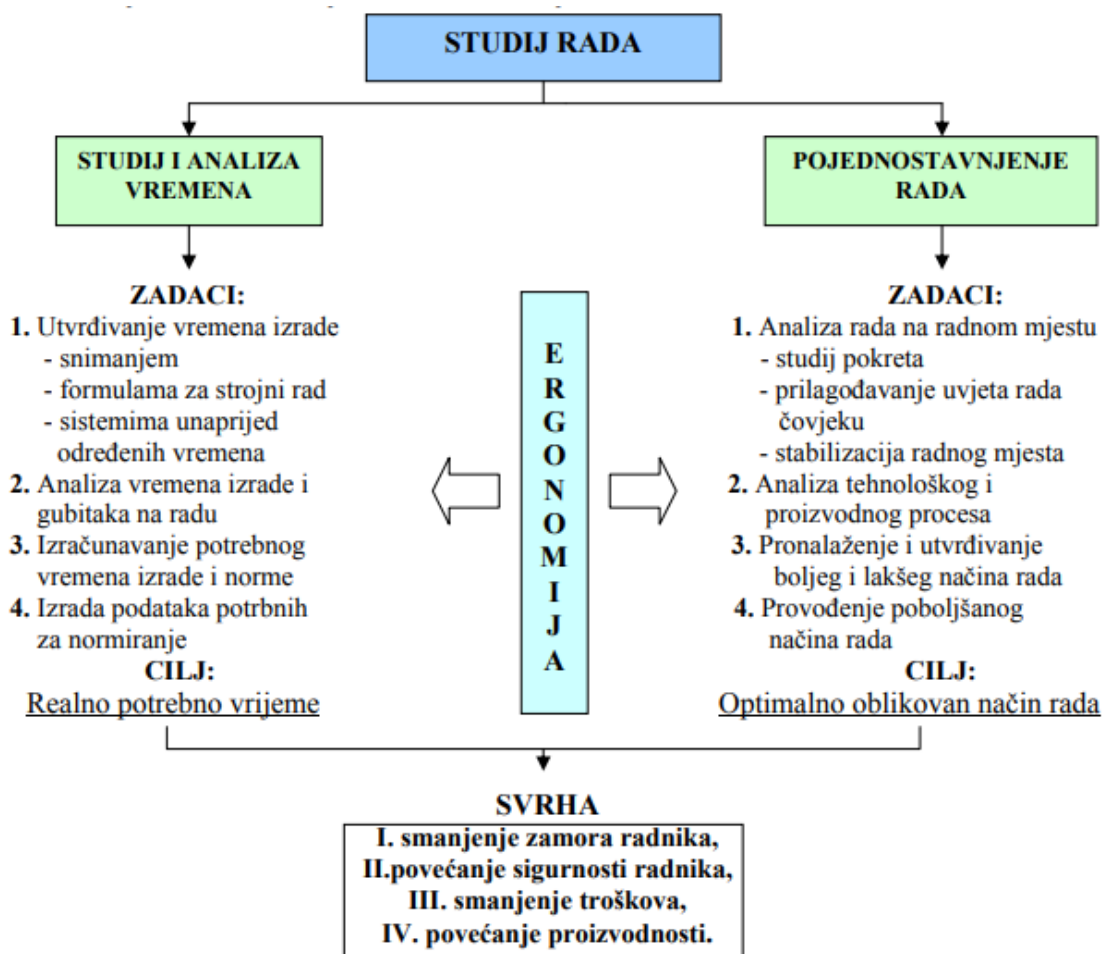 STUDIJ RADA
STUDIJ I ANALIZA
VREMENA
ZADACI:
1. Utvrđivanje vremena izrade
- snimanjem
- formulama za strojni rad
- sistemima unaprijed
određenih vremena
2. Analiza vremena izrade i
gubitaka na radu
3. Izračunavanje potrebnog
vremena izrade i norme
4. Izrada podataka potrbnih
za normiranje
CILJ:
Realno potrebno vrijeme
E
R
G
O
N
O
M
I
J
A
POJEDNOSTAVNJENJE
RADA
ZADACI:
1. Analiza rada na radnom mjestu
- studij pokreta
- prilagođavanje uvjeta rada
čovjeku
- stabilizacija radnog mjesta
2. Analiza tehnološkog i
proizvodnog procesa
3. Pronalaženje i utvrđivanje
boljeg i lakšeg načina rada
4. Provođenje poboljšanog
načina rada
CILJ:
Optimalno oblikovan način rada
SVRHA
I. smanjenje zamora radnika,
II.povećanje sigurnosti radnika,
III. smanjenje troškova,
IV. povećanje proizvodnosti.